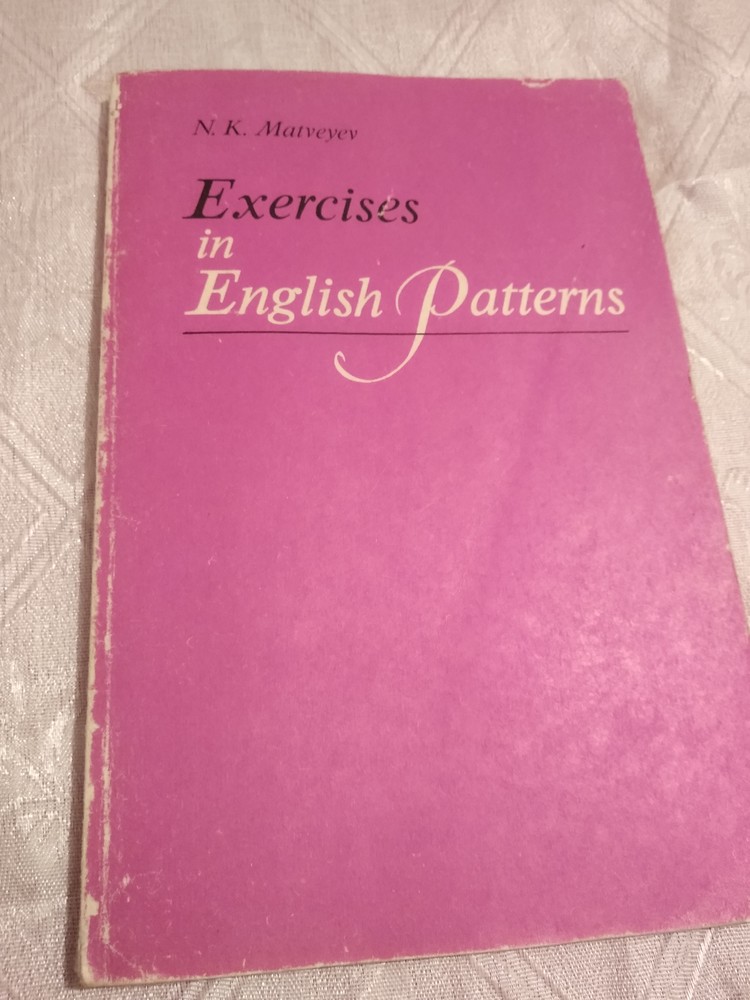 N. K. Matveyev
Exercises
in
English Patterns